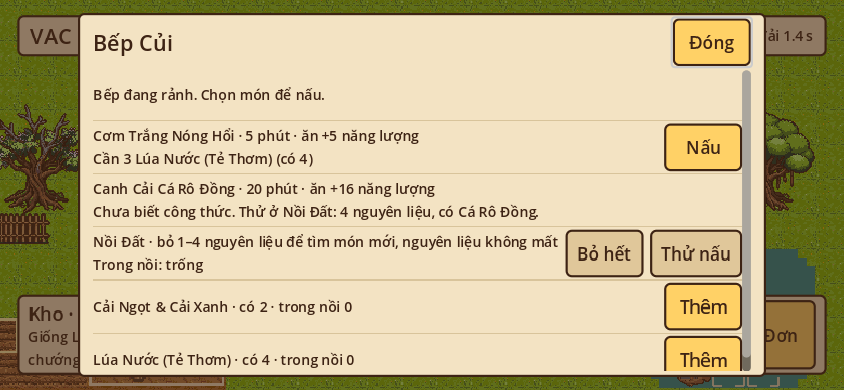 VAC
Bếp Củi
Đóng
ải 1.4 s
Bếp đang rảnh. Chọn món để nấu.
Cơm Trắng Nóng Hổi · 5 phút · ăn +5 năng lượng
Cần 3 Lúa Nước (Tẻ Thơm) (có 4)
Nấu
Canh Cải Cá Rô Đồng · 20 phút · ăn +16 năng lượng
Chưa biết công thức. Thử ở Nồi Đất: 4 nguyên liệu, có Cá Rô Đồng.
Nồi Đất · bỏ 1–4 nguyên liệu để tìm món mới, nguyên liệu không mất
Trong nồi: trống
Bỏ hết
Thử nấu
Cải Ngọt & Cải Xanh · có 2 · trong nồi 0
Thêm
Kho ·
Giống L
chướng
Đơn
Lúa Nước (Tẻ Thơm) · có 4 · trong nồi 0
Thêm